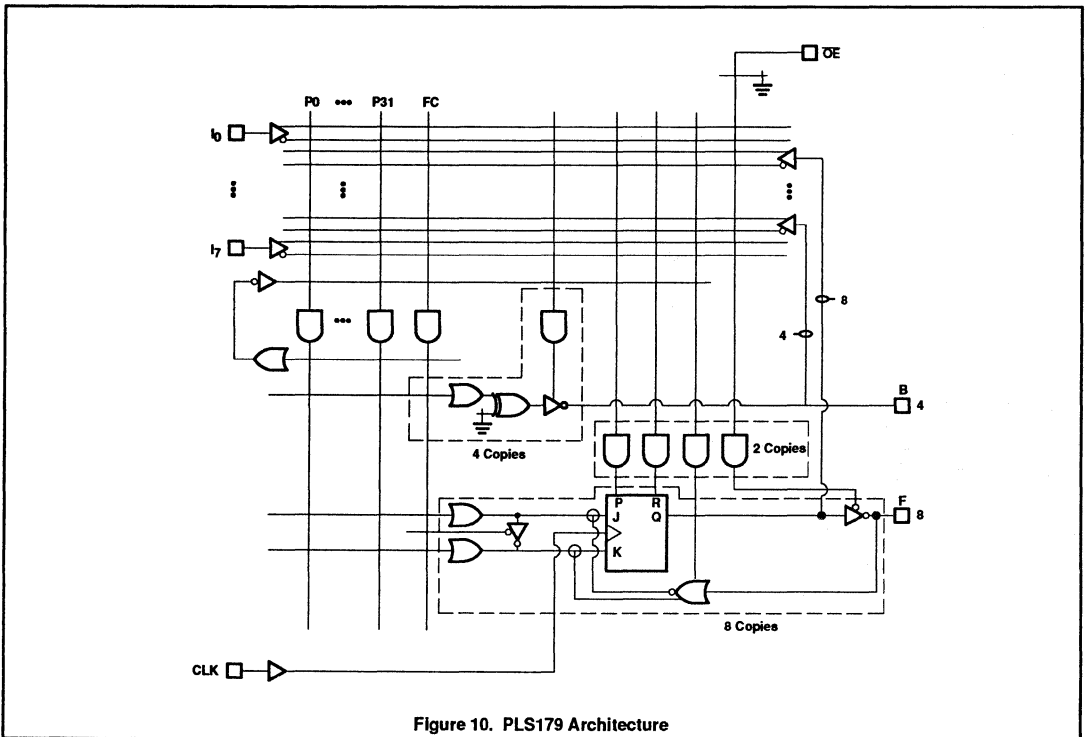 OE
P0 ••• P31 FC
I0
I7
8
4
B
4
4 Copies
2 Copies
P R
J Q
K
F
8
8 Copies
CLK
Figure 10. PLS179 Architecture